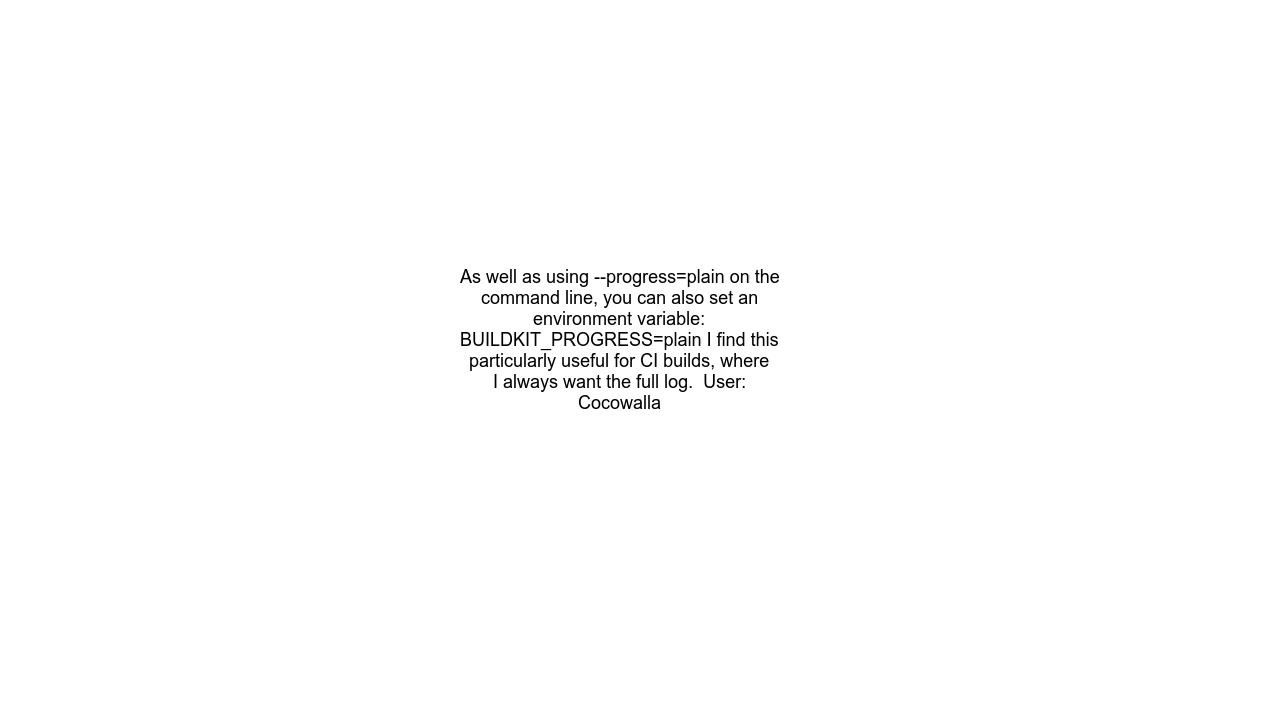 As well as using --progress=plain on the
command line, you can also set an
environment variable:
BUILDKIT_PROGRESS=plain I find this
particularly useful for CI builds, where
I always want the full log.  User:
Cocowalla